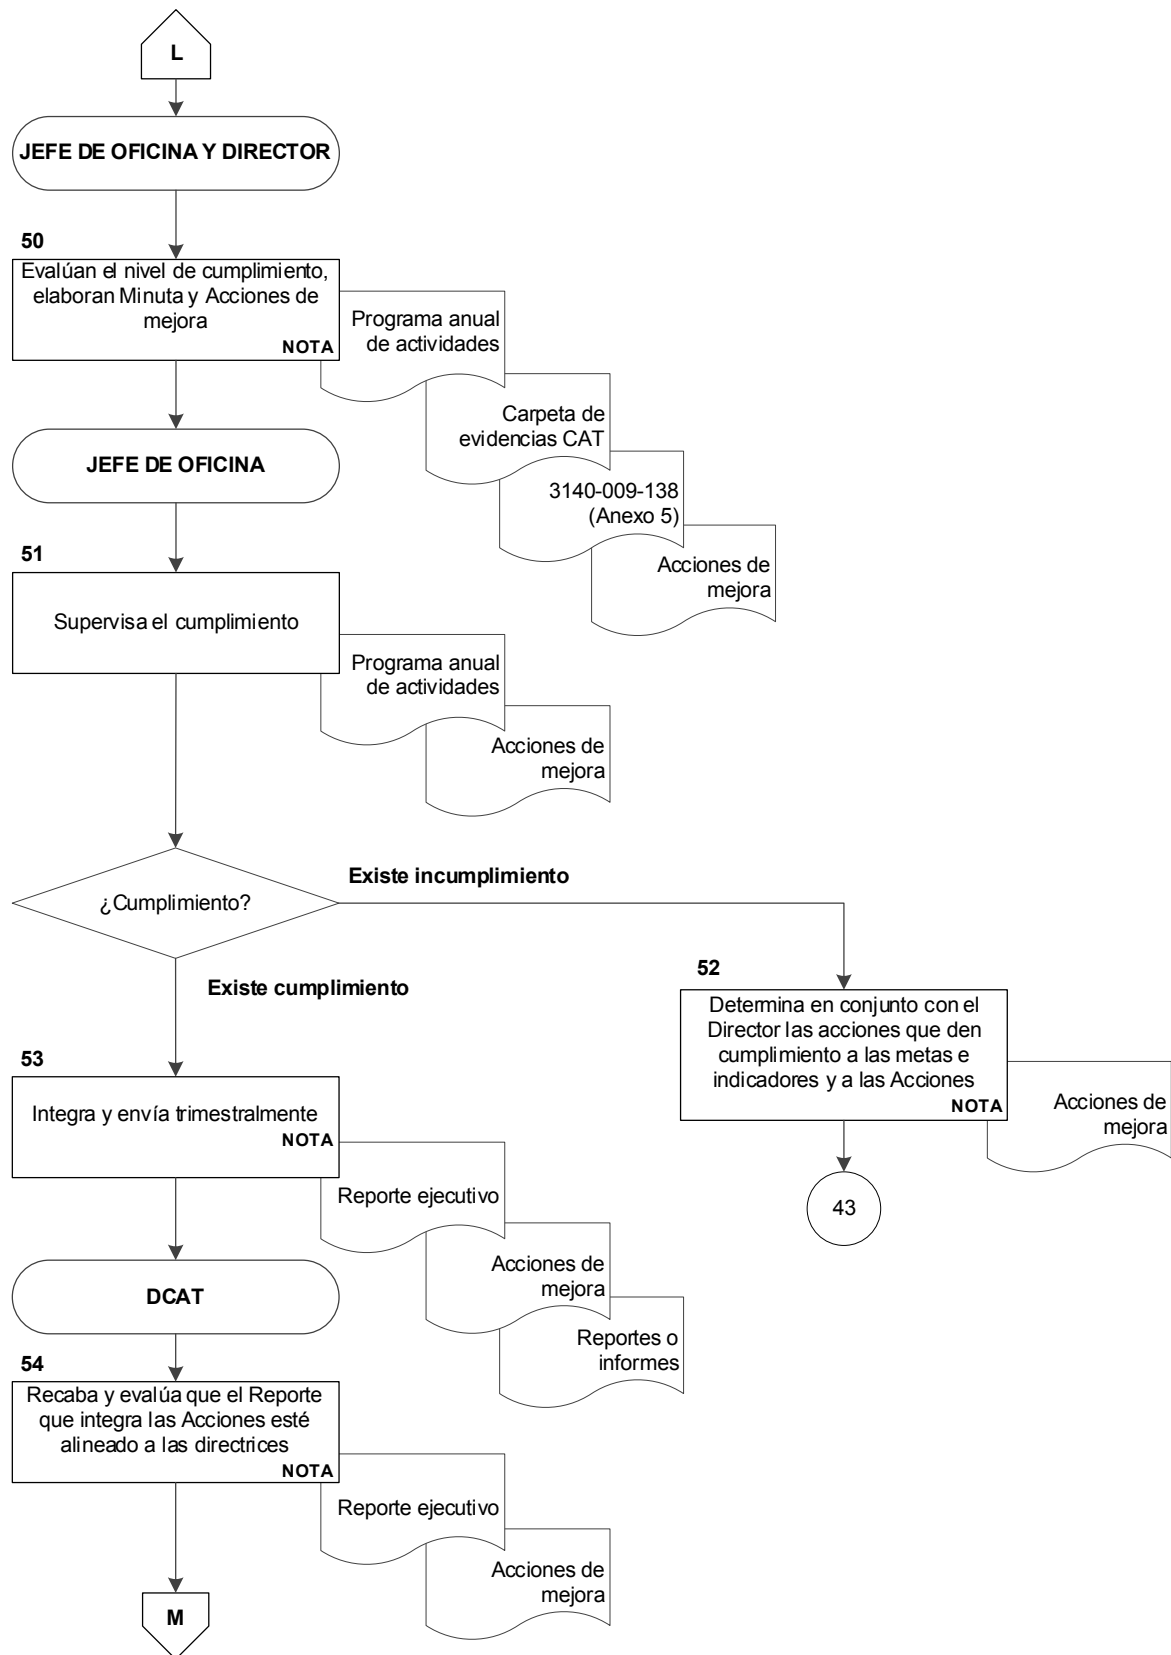 L
JEFE DE OFICINA Y DIRECTOR
50
Evalúan el nivel de cumplimiento,
elaboran Minuta y Acciones de
mejora
NOTA
Programa anual
de actividades
Carpeta de
evidencias CAT
3140-009-138
(Anexo 5)
Acciones de
mejora
JEFE DE OFICINA
51
Supervisa el cumplimiento
Programa anual
de actividades
Acciones de
mejora
¿Cumplimiento?
Existe incumplimiento
Existe cumplimiento
52
Determina en conjunto con el
Director las acciones que den
cumplimiento a las metas e
indicadores y a las Acciones
NOTA
Acciones de
mejora
43
53
Integra y envía trimestralmente
NOTA
Reporte ejecutivo
Acciones de
mejora
Reportes o
informes
DCAT
54
Recaba y evalúa que el Reporte
que integra las Acciones esté
alineado a las directrices
NOTA
Reporte ejecutivo
Acciones de
mejora
M